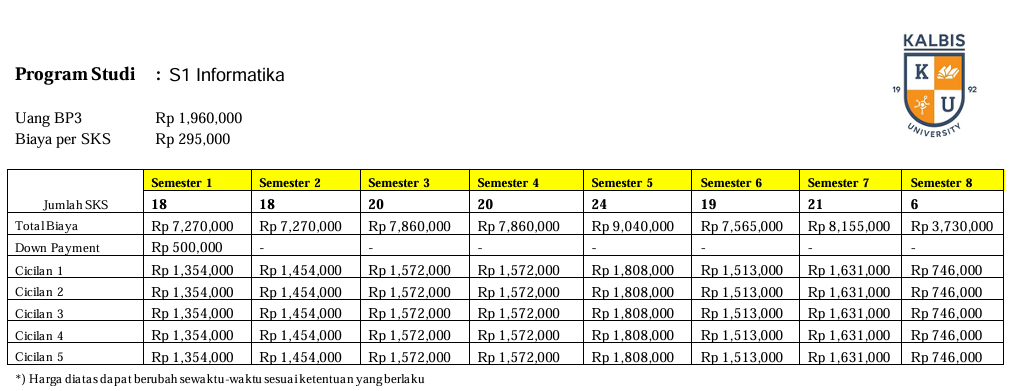 KALBIS
K
U
19 92
UNIVERSITY
Program Studi : S1 Informatika
Uang BP3 Rp 1,960,000
Biaya per SKS Rp 295,000
Semester 1 Semester 2 Semester 3 Semester 4 Semester 5 Semester 6 Semester 7 Semester 8
Jumlah SKS 18 18 20 20 24 19 21 6
Total Biaya Rp 7,270,000 Rp 7,270,000 Rp 7,860,000 Rp 7,860,000 Rp 9,040,000 Rp 7,565,000 Rp 8,155,000 Rp 3,730,000
Down Payment Rp 500,000 - - - - - - -
Cicilan 1 Rp 1,354,000 Rp 1,454,000 Rp 1,572,000 Rp 1,572,000 Rp 1,808,000 Rp 1,513,000 Rp 1,631,000 Rp 746,000
Cicilan 2 Rp 1,354,000 Rp 1,454,000 Rp 1,572,000 Rp 1,572,000 Rp 1,808,000 Rp 1,513,000 Rp 1,631,000 Rp 746,000
Cicilan 3 Rp 1,354,000 Rp 1,454,000 Rp 1,572,000 Rp 1,572,000 Rp 1,808,000 Rp 1,513,000 Rp 1,631,000 Rp 746,000
Cicilan 4 Rp 1,354,000 Rp 1,454,000 Rp 1,572,000 Rp 1,572,000 Rp 1,808,000 Rp 1,513,000 Rp 1,631,000 Rp 746,000
Cicilan 5 Rp 1,354,000 Rp 1,454,000 Rp 1,572,000 Rp 1,572,000 Rp 1,808,000 Rp 1,513,000 Rp 1,631,000 Rp 746,000
*) Harga diatas dapat berubah sewaktu-waktu sesuai ketentuan yang berlaku